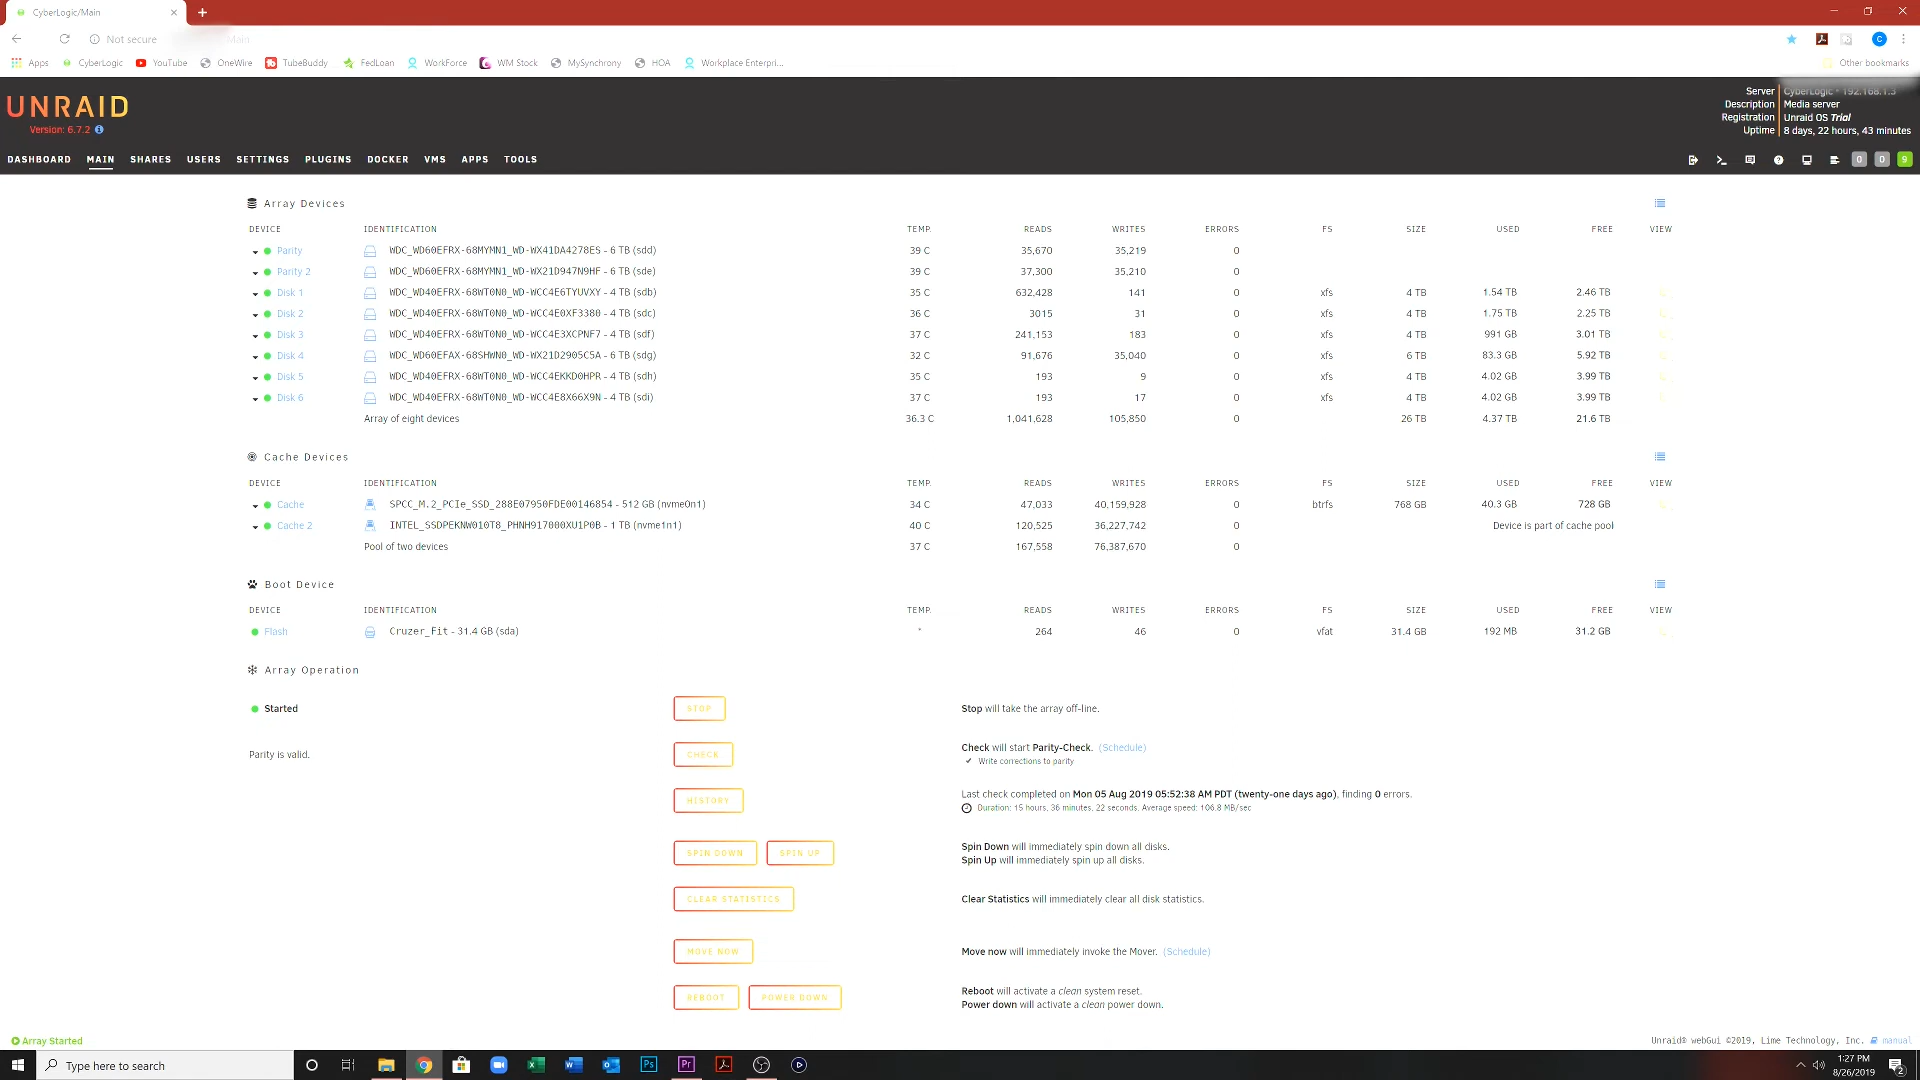 CyberLogic/Main
Not secure
Main
Apps CyberLogic YouTube OneWire TubeBuddy FedLoan WorkForce WM Stock MySynchrony HOA Workplace Enterpri... Other bookmarks
UNRAID
Version: 6.7.2
Server CyberLogic • 192.168.1.3
Description Media server
Registration Unraid OS Trial
Uptime 8 days, 22 hours, 43 minutes
DASHBOARD MAIN SHARES USERS SETTINGS PLUGINS DOCKER VMS APPS TOOLS 0 0 9
Array Devices
DEVICE IDENTIFICATION TEMP. READS WRITES ERRORS FS SIZE USED FREE VIEW
Parity WDC_WD60EFRX-68MYMN1_WD-WX41DA4278ES - 6 TB (sdd) 39 C 35,670 35,219 0
Parity 2 WDC_WD60EFRX-68MYMN1_WD-WX21D947N9HF - 6 TB (sde) 39 C 37,300 35,210 0
Disk 1 WDC_WD40EFRX-68WT0N0_WD-WCC4E6TYUVXY - 4 TB (sdb) 35 C 632,428 141 0 xfs 4 TB 1.54 TB 2.46 TB
Disk 2 WDC_WD40EFRX-68WT0N0_WD-WCC4E0XF3380 - 4 TB (sdc) 36 C 3015 31 0 xfs 4 TB 1.75 TB 2.25 TB
Disk 3 WDC_WD40EFRX-68WT0N0_WD-WCC4E3XCPNF7 - 4 TB (sdf) 37 C 241,153 183 0 xfs 4 TB 991 GB 3.01 TB
Disk 4 WDC_WD60EFAX-68SHWN0_WD-WX21D2905C5A - 6 TB (sdg) 32 C 91,676 35,040 0 xfs 6 TB 83.3 GB 5.92 TB
Disk 5 WDC_WD40EFRX-68WT0N0_WD-WCC4EKKD0HPR - 4 TB (sdh) 35 C 193 9 0 xfs 4 TB 4.02 GB 3.99 TB
Disk 6 WDC_WD40EFRX-68WT0N0_WD-WCC4E8X66X9N - 4 TB (sdi) 37 C 193 17 0 xfs 4 TB 4.02 GB 3.99 TB
Array of eight devices 36.3 C 1,041,628 105,850 0 26 TB 4.37 TB 21.6 TB
Cache Devices
DEVICE IDENTIFICATION TEMP. READS WRITES ERRORS FS SIZE USED FREE VIEW
Cache SPCC_M.2_PCIe_SSD_288E07950FDE00146854 - 512 GB (nvme0n1) 34 C 47,033 40,159,928 0 btrfs 768 GB 40.3 GB 728 GB
Cache 2 INTEL_SSDPEKNW010T8_PHNH917000XU1P0B - 1 TB (nvme1n1) 40 C 120,525 36,227,742 0 Device is part of cache pool
Pool of two devices 37 C 167,558 76,387,670 0
Boot Device
DEVICE IDENTIFICATION TEMP. READS WRITES ERRORS FS SIZE USED FREE VIEW
Flash Cruzer_Fit - 31.4 GB (sda) * 264 46 0 vfat 31.4 GB 192 MB 31.2 GB
Array Operation
Started STOP Stop will take the array off-line.
Parity is valid. CHECK Check will start Parity-Check. (Schedule)
Write corrections to parity
HISTORY Last check completed on Mon 05 Aug 2019 05:52:38 AM PDT (twenty-one days ago), finding 0 errors.
Duration: 15 hours, 36 minutes, 22 seconds. Average speed: 106.8 MB/sec
SPIN DOWN SPIN UP Spin Down will immediately spin down all disks.
Spin Up will immediately spin up all disks.
CLEAR STATISTICS Clear Statistics will immediately clear all disk statistics.
MOVE NOW Move now will immediately invoke the Mover. (Schedule)
REBOOT POWER DOWN Reboot will activate a clean system reset.
Power down will activate a clean power down.
Array Started Unraid® webGui ©2019, Lime Technology, Inc. manual
Type here to search
1:27 PM
8/26/2019